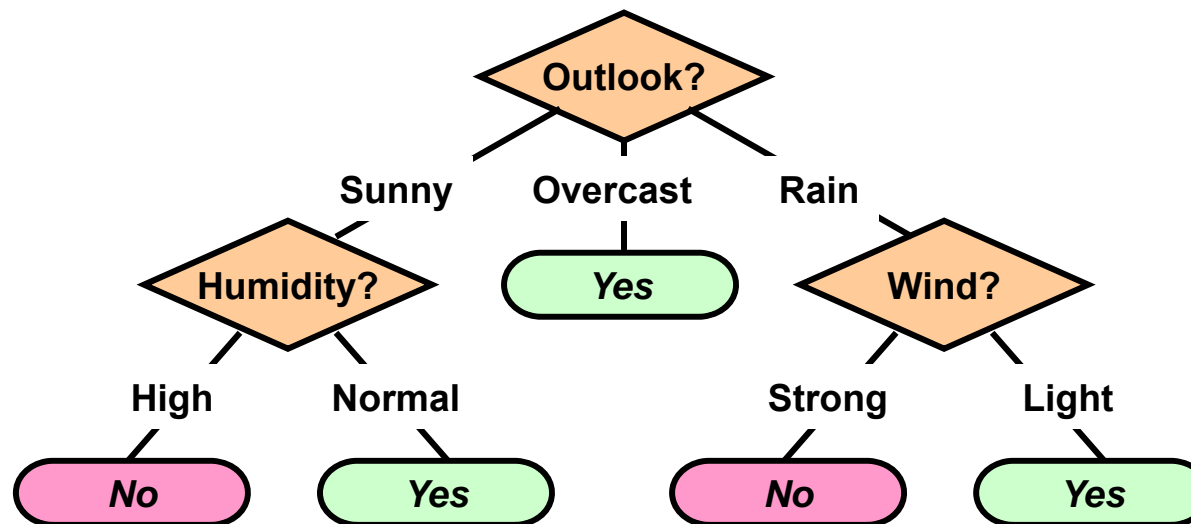 Outlook?
Sunny Overcast Rain
Humidity? Yes Wind?
High Normal Strong Light
No Yes No Yes